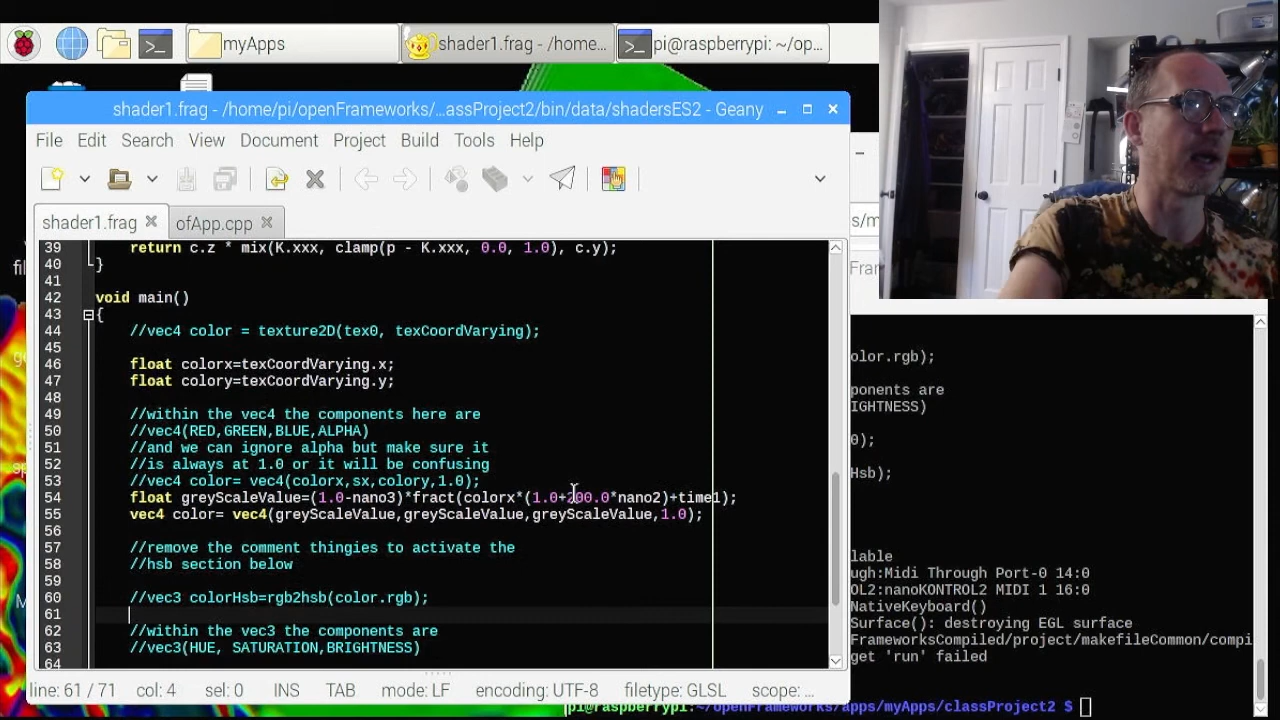 myApps
shader1.frag - /home...
pi@raspberrypi: ~/op...
shader1.frag - /home/pi/openFrameworks/...assProject2/bin/data/shadersES2 - Geany
File Edit Search View Document Project Build Tools Help
shader1.frag
ofApp.cpp
39 return c.z * mix(K.xxx, clamp(p - K.xxx, 0.0, 1.0), c.y);
40 }
41
42 void main()
43 {
44 //vec4 color = texture2D(tex0, texCoordVarying);
45
46 float colorx=texCoordVarying.x;
47 float colory=texCoordVarying.y;
48
49 //within the vec4 the components here are
50 //vec4(RED,GREEN,BLUE,ALPHA)
51 //and we can ignore alpha but make sure it
52 //is always at 1.0 or it will be confusing
53 //vec4 color= vec4(colorx,sx,colory,1.0);
54 float greyScaleValue=(1.0-nano3)*fract(colorx*(1.0+200.0*nano2)+time1);
55 vec4 color= vec4(greyScaleValue,greyScaleValue,greyScaleValue,1.0);
56
57 //remove the comment thingies to activate the
58 //hsb section below
59
60 //vec3 colorHsb=rgb2hsb(color.rgb);
61
62 //within the vec3 the components are
63 //vec3(HUE, SATURATION,BRIGHTNESS)
64
line: 61 / 71 col: 4 sel: 0 INS TAB mode: LF encoding: UTF-8 filetype: GLSL scope: ...
s/m
Fran
olor.rgb);
ponents are
IGHTNESS)
0);
Hsb);
lable
ugh:Midi Through Port-0 14:0
OL2:nanoKONTROL2 MIDI 1 16:0
NativeKeyboard()
Surface(): destroying EGL surface
FrameworksCompiled/project/makefileCommon/compi
get 'run' failed
pi@raspberrypi:~/openFrameworks/apps/myApps/classProject2 $